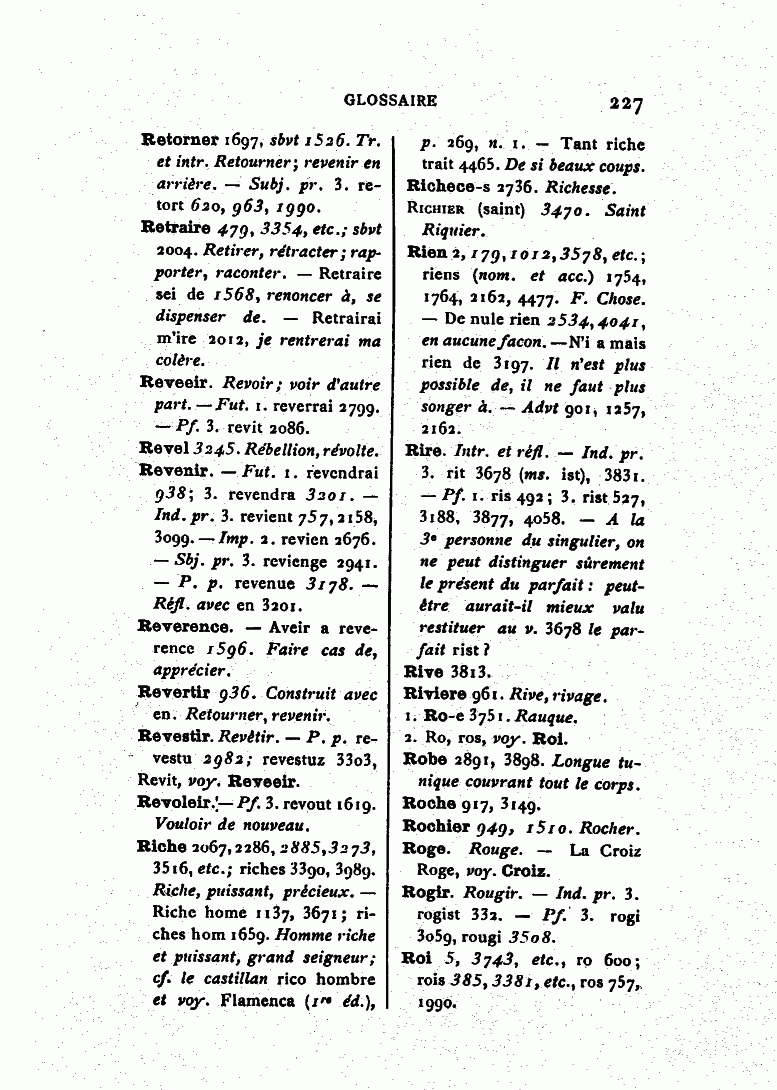 GLOSSAIRE 227
Retorner 1697, sbvt 1526. Tr.
et intr. Retourner; revenir en
arrière. — Subj. pr. 3. re-
tort 620, 963, 1990.
Retraire 479, 3354, etc.; sbvt
2004. Retirer, rétracter; rap-
porter, raconter. — Retraire
sei de 1568, renoncer à, se
dispenser de. — Retrairai
m'ire 2012, je rentrerai ma
colère.
Reveeir. Revoir; voir d'autre
part. — Fut. 1. reverrai 2799.
— Pf. 3. revit 2086.
Revel 3245. Rébellion, révolte.
Revenir. — Fut. 1. revendrai
938; 3. revendra 3201. —
Ind. pr. 3. revient 757, 2158,
3099. — Imp. 2. revien 2676.
— Sbj. pr. 3. revienge 2941.
— P. p. revenue 3178. —
Réfl. avec en 3201.
Reverence. — Aveir a reve-
rence 1596. Faire cas de,
apprécier.
Revertir 936. Construit avec
en. Retourner, revenir.
Revestir. Revêtir. — P. p. re-
vestu 2982; revestuz 3303,
Revit, voy. Reveeir.
Revoleir. — Pf. 3. revout 1619.
Vouloir de nouveau.
Riche 2067, 2286, 2885, 3273,
3516, etc.; riches 3390, 3989.
Riche, puissant, précieux. —
Riche home 1137, 3671; ri-
ches hom 1659. Homme riche
et puissant, grand seigneur;
cf. le castillan rico hombre
et voy. Flamenca (1re éd.),
p. 269, n. 1. — Tant riche
trait 4465. De si beaux coups.
Richece-s 2736. Richesse.
RICHIER (saint) 3470. Saint
Riquier.
Rien 2, 179, 1012, 3578, etc.;
riens (nom. et acc.) 1754,
1764, 2162, 4477. F. Chose.
— De nule rien 2534, 4041,
en aucune facon. — N'i a mais
rien de 3197. Il n'est plus
possible de, il ne faut plus
songer à. — Advt 901, 1257,
2162.
Rire. Intr. et réfl. — Ind. pr.
3. rit 3678 (ms. ist), 3831.
— Pf. 1. ris 492; 3. rist 527,
3188, 3877, 4058. — A la
3e personne du singulier, on
ne peut distinguer sûrement
le présent du parfait : peut-
être aurait-il mieux valu
restituer au v. 3678 le par-
fait rist ?
Rive 3813.
Riviere 961. Rive, rivage.
1. Ro-e 3751. Rauque.
2. Ro, ros, voy. Roi.
Robe 2891, 3898. Longue tu-
nique couvrant tout le corps.
Roche 917, 3149.
Rochier 949, 1510. Rocher.
Roge. Rouge. — La Croiz
Roge, voy. Croiz.
Rogir. Rougir. — Ind. pr. 3.
rogist 332. — Pf. 3. rogi
3059, rougi 3508.
Roi 5, 3743, etc., ro 600;
rois 385, 3381, etc., ros 757,
1990.